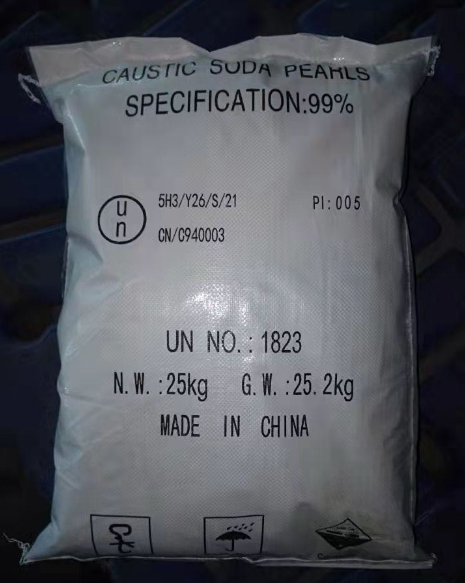 CAUSTIC SODA PEARLS
SPECIFICATION:99%
un
5H3/Y26/S/21
PI:005
CN/C940003
UN NO.:1823
N.W.:25kg G.W.:25.2kg
MADE IN CHINA